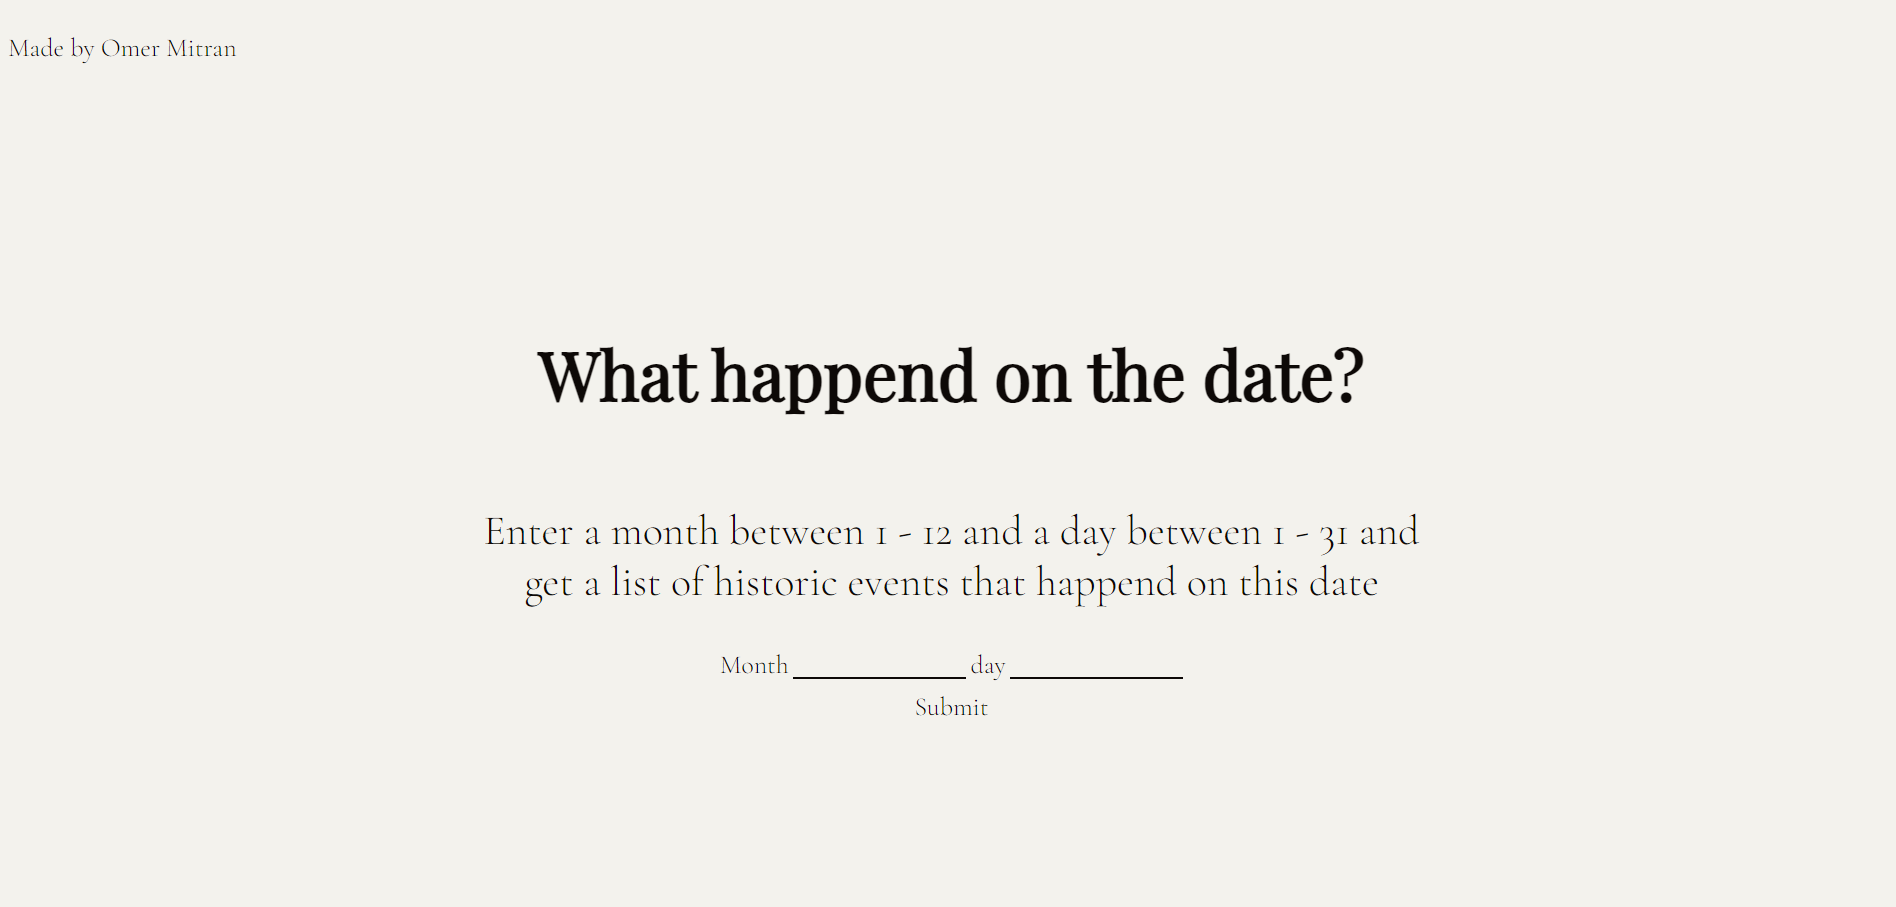 Made by Omer Mitran
What happend on the date?
Enter a month between 1 - 12 and a day between 1 - 31 and
get a list of historic events that happend on this date
Month day
Submit